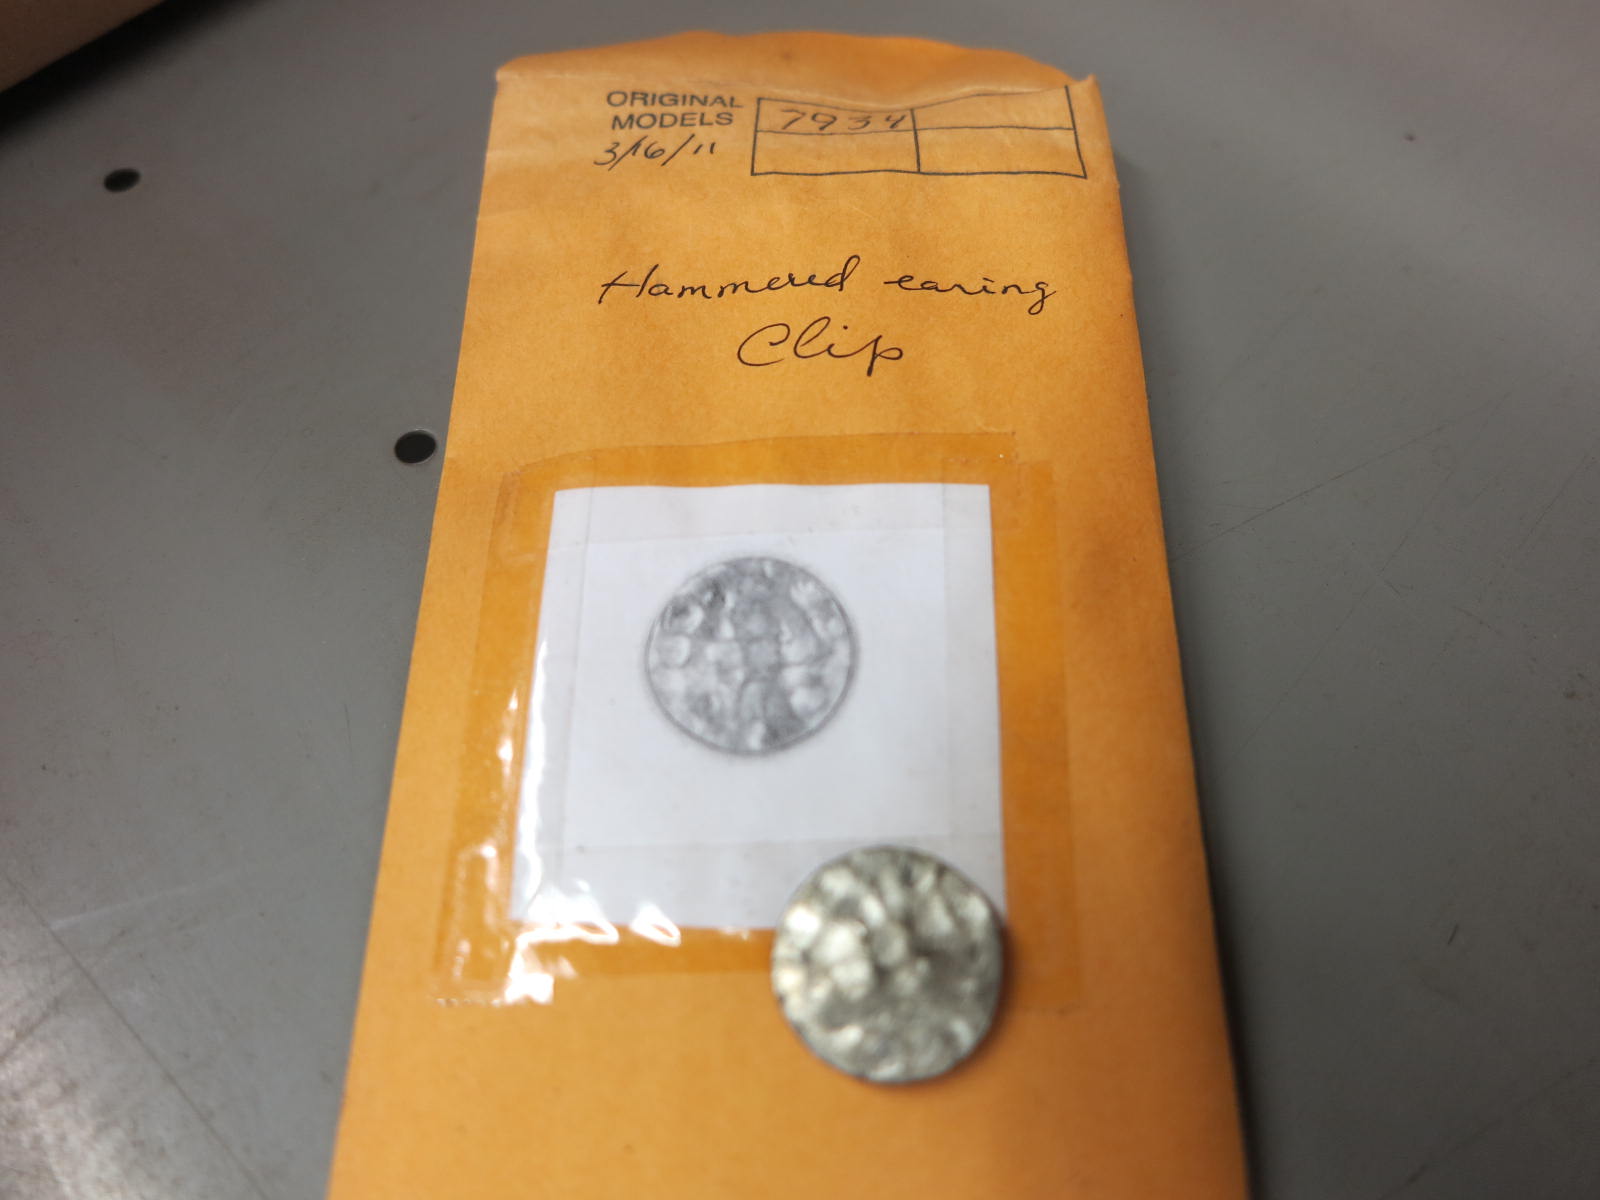 ORIGINAL
MODELS
3/16/11
7934
Hammered earing
Clip